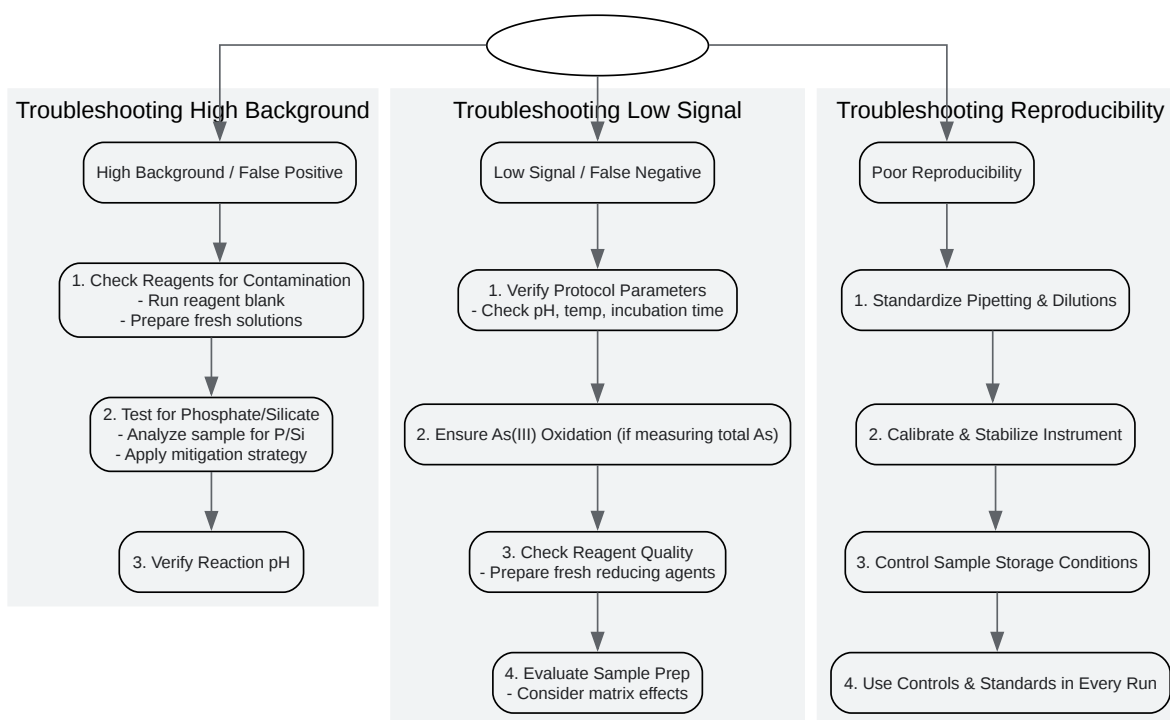 Troubleshooting High Background
High Background / False Positive
1. Check Reagents for Contamination
- Run reagent blank
- Prepare fresh solutions
2. Test for Phosphate/Silicate
- Analyze sample for P/Si
- Apply mitigation strategy
3. Verify Reaction pH
Troubleshooting Low Signal
Low Signal / False Negative
1. Verify Protocol Parameters
- Check pH, temp, incubation time
2. Ensure As(III) Oxidation (if measuring total As)
3. Check Reagent Quality
- Prepare fresh reducing agents
4. Evaluate Sample Prep
- Consider matrix effects
Troubleshooting Reproducibility
Poor Reproducibility
1. Standardize Pipetting & Dilutions
2. Calibrate & Stabilize Instrument
3. Control Sample Storage Conditions
4. Use Controls & Standards in Every Run